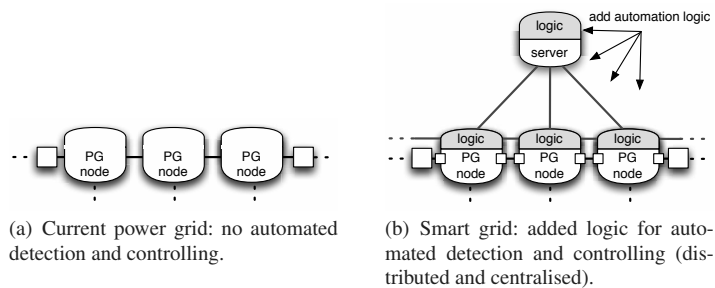 logic
server
add automation logic
PG
node
PG
node
PG
node
logic
PG
node
logic
PG
node
logic
PG
node
(a) Current power grid: no automated
detection and controlling.
(b) Smart grid: added logic for auto-
mated detection and controlling (dis-
tributed and centralised).